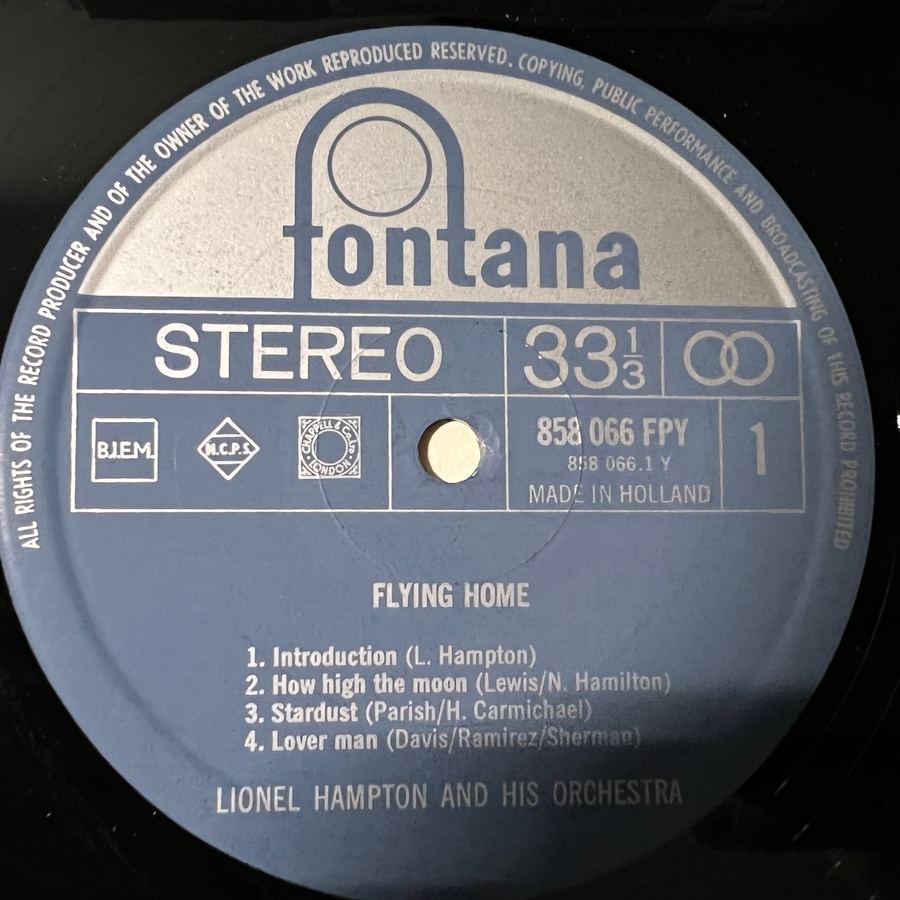 ALL RIGHTS OF THE RECORD PRODUCER AND OF THE OWNER OF THE WORK REPRODUCED RESERVED. COPYING, PUBLIC PERFORMANCE AND BROADCASTING OF THIS RECORD PROHIBITED
fontana
STEREO
33 1/3
B.I.E.M.
M.C.P.S.
CHAPPELL & CO. LTD LONDON
858 066 FPY
858 066.1 Y
MADE IN HOLLAND
1
FLYING HOME
1. Introduction (L. Hampton)
2. How high the moon (Lewis/N. Hamilton)
3. Stardust (Parish/H. Carmichael)
4. Lover man (Davis/Ramirez/Sherman)
LIONEL HAMPTON AND HIS ORCHESTRA